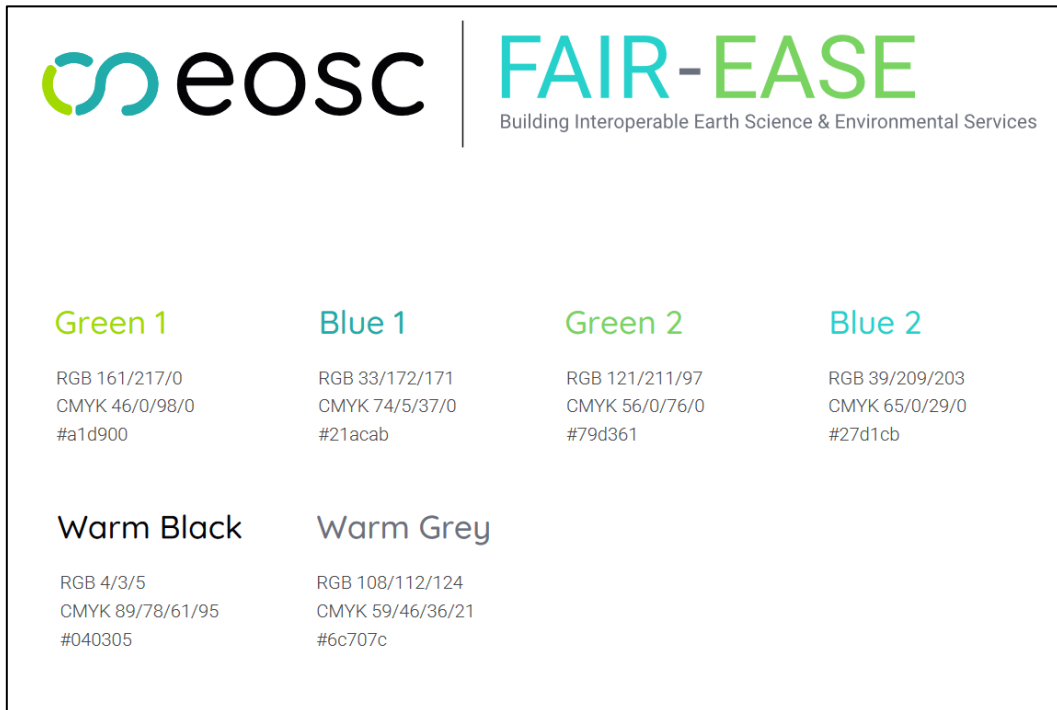 eosc
FAIR-EASE
Building Interoperable Earth Science & Environmental Services
Green 1
RGB 161/217/0
CMYK 46/0/98/0
#a1d900
Blue 1
RGB 33/172/171
CMYK 74/5/37/0
#21acab
Green 2
RGB 121/211/97
CMYK 56/0/76/0
#79d361
Blue 2
RGB 39/209/203
CMYK 65/0/29/0
#27d1cb
Warm Black
RGB 4/3/5
CMYK 89/78/61/95
#040305
Warm Grey
RGB 108/112/124
CMYK 59/46/36/21
#6c707c